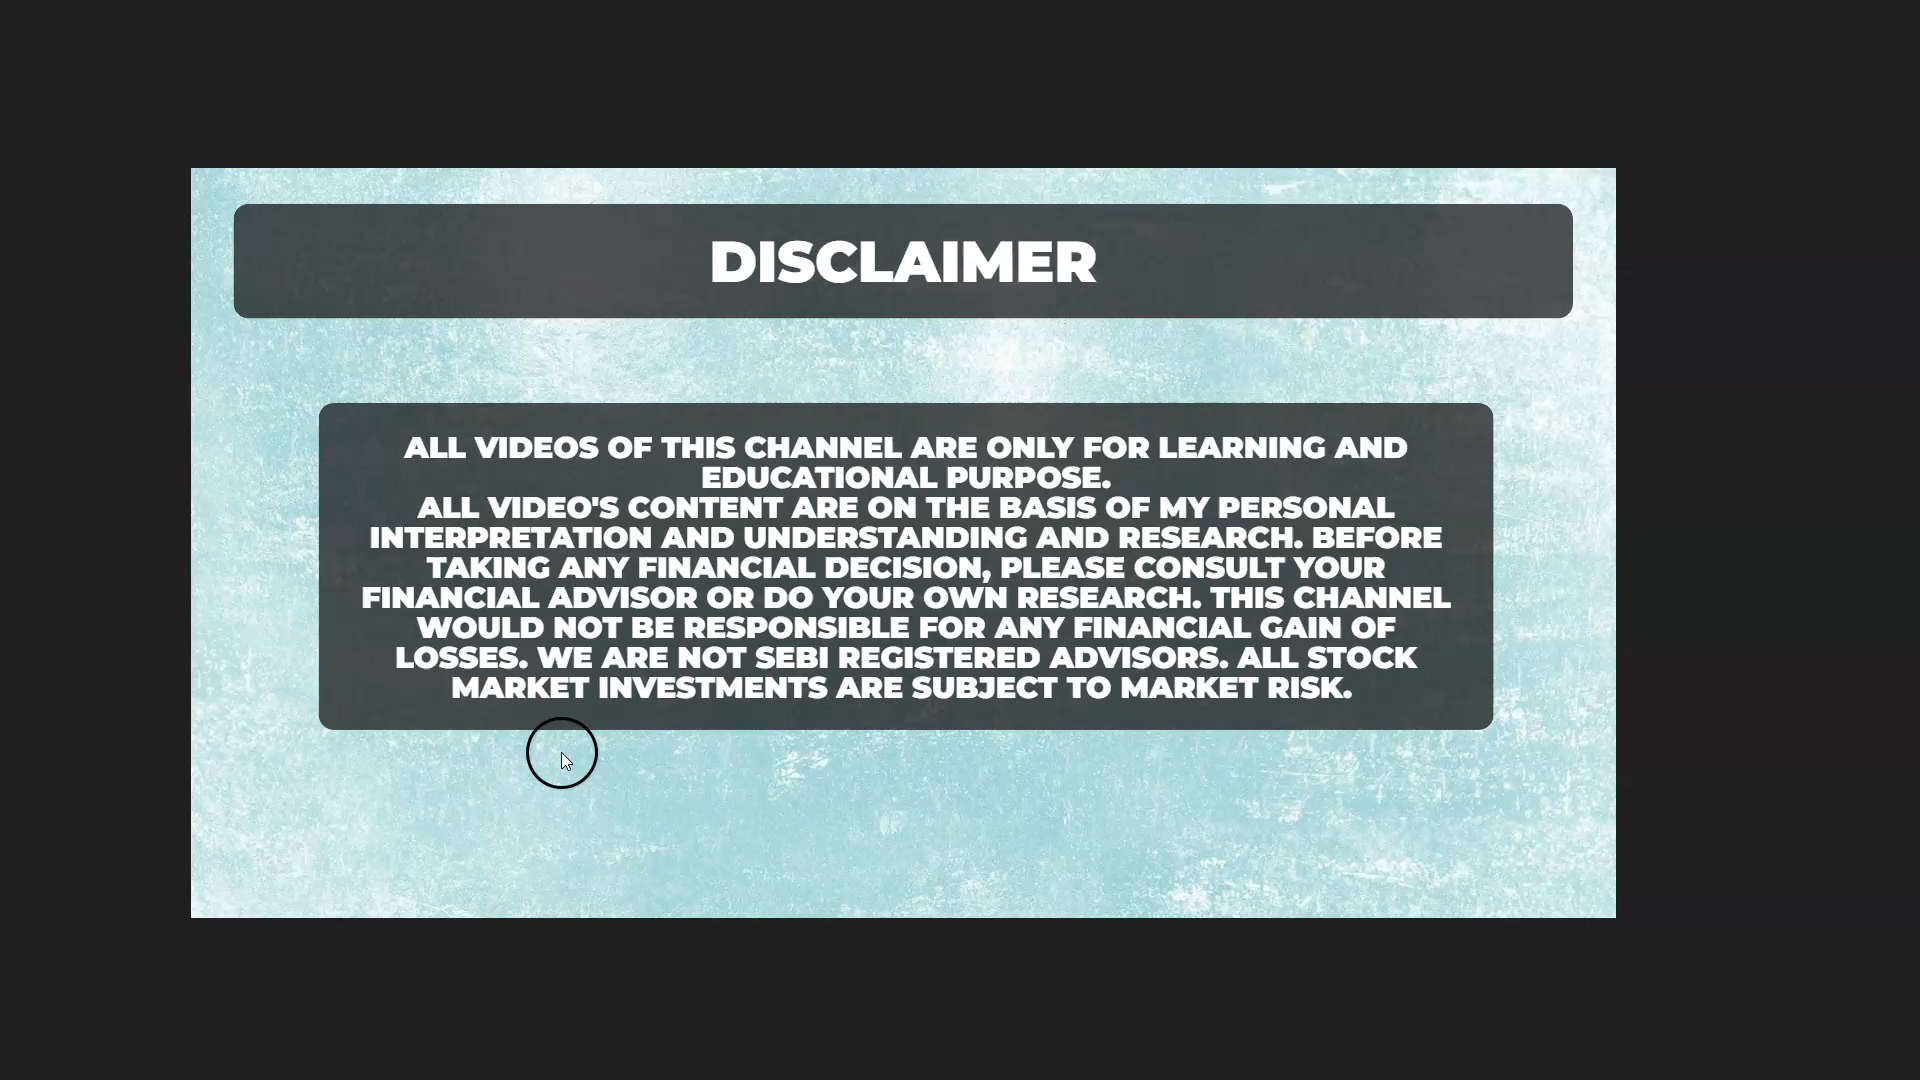 DISCLAIMER
ALL VIDEOS OF THIS CHANNEL ARE ONLY FOR LEARNING AND
EDUCATIONAL PURPOSE.
ALL VIDEO'S CONTENT ARE ON THE BASIS OF MY PERSONAL
INTERPRETATION AND UNDERSTANDING AND RESEARCH. BEFORE
TAKING ANY FINANCIAL DECISION, PLEASE CONSULT YOUR
FINANCIAL ADVISOR OR DO YOUR OWN RESEARCH. THIS CHANNEL
WOULD NOT BE RESPONSIBLE FOR ANY FINANCIAL GAIN OF
LOSSES. WE ARE NOT SEBI REGISTERED ADVISORS. ALL STOCK
MARKET INVESTMENTS ARE SUBJECT TO MARKET RISK.